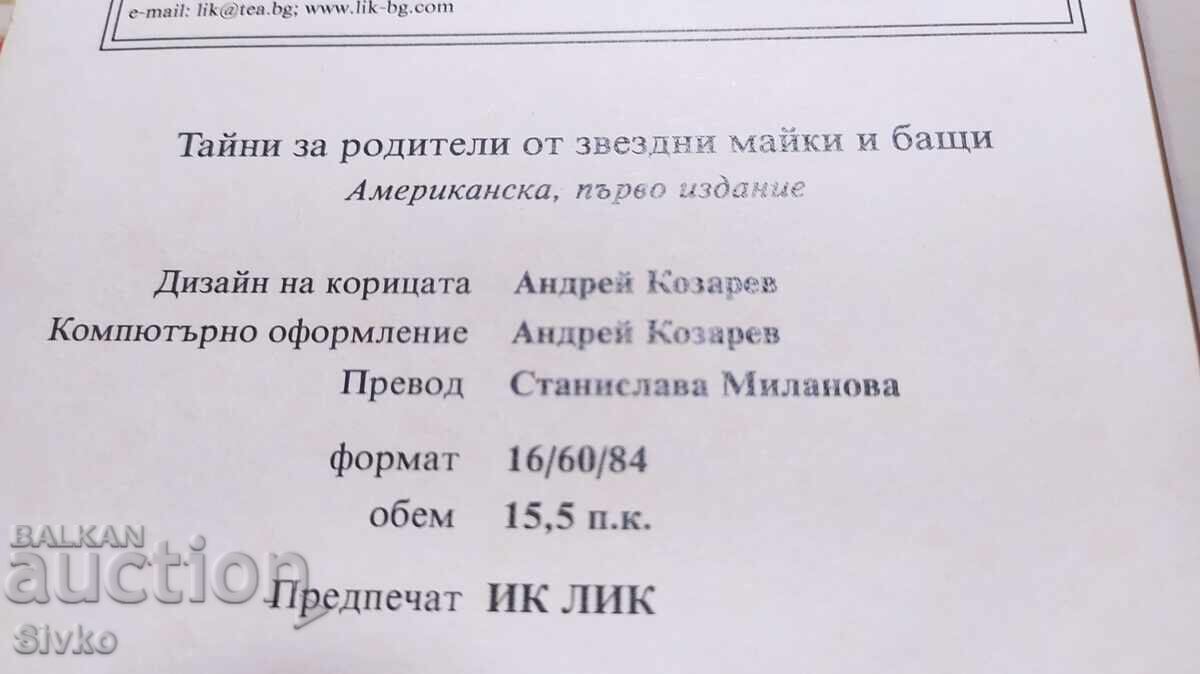 e-mail: lik@tea.bg; www.lik-bg.com
Тайни за родители от звездни майки и бащи
Американска, първо издание
Дизайн на корицата Андрей Козарев
Компютърно оформление Андрей Козарев
Превод Станислава Миланова
формат 16/60/84
обем 15,5 п.к.
Предпечат ИК ЛИК
BALKAN
auction
Sivko